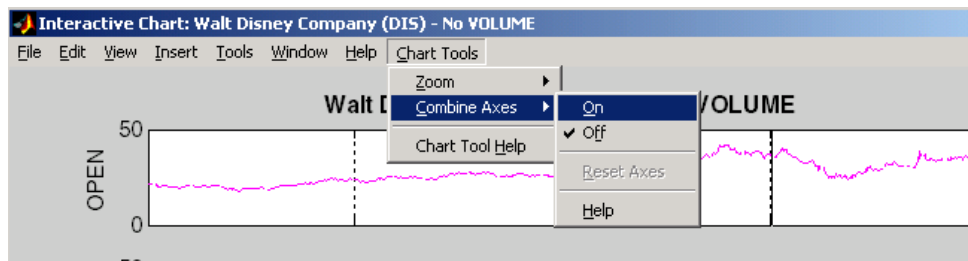 Interactive Chart: Walt Disney Company (DIS) - No VOLUME
File Edit View Insert Tools Window Help Chart Tools
Zoom
Walt D VOLUME
Combine Axes On
Off
Chart Tool Help
Reset Axes
Help
50
OPEN
0